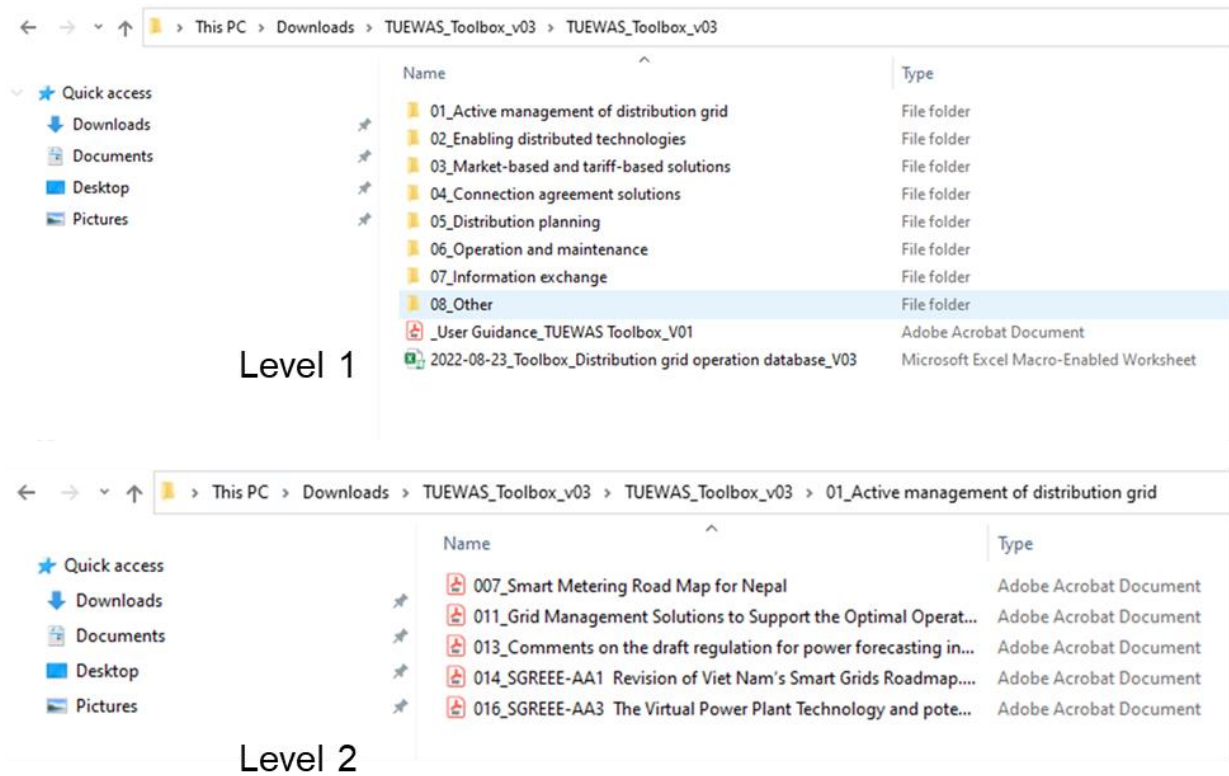 This PC > Downloads > TUEWAS_Toolbox_v03 > TUEWAS_Toolbox_v03
Name Type
Quick access
Downloads
Documents
Desktop
Pictures
01_Active management of distribution grid File folder
02_Enabling distributed technologies File folder
03_Market-based and tariff-based solutions File folder
04_Connection agreement solutions File folder
05_Distribution planning File folder
06_Operation and maintenance File folder
07_Information exchange File folder
08_Other File folder
_User Guidance_TUEWAS Toolbox_V01 Adobe Acrobat Document
2022-08-23_Toolbox_Distribution grid operation database_V03 Microsoft Excel Macro-Enabled Worksheet
Level 1
This PC > Downloads > TUEWAS_Toolbox_v03 > TUEWAS_Toolbox_v03 > 01_Active management of distribution grid
Name Type
Quick access
Downloads
Documents
Desktop
Pictures
007_Smart Metering Road Map for Nepal Adobe Acrobat Document
011_Grid Management Solutions to Support the Optimal Operat... Adobe Acrobat Document
013_Comments on the draft regulation for power forecasting in... Adobe Acrobat Document
014_SGREEE-AA1 Revision of Viet Nam's Smart Grids Roadmap.... Adobe Acrobat Document
016_SGREEE-AA3 The Virtual Power Plant Technology and pote... Adobe Acrobat Document
Level 2